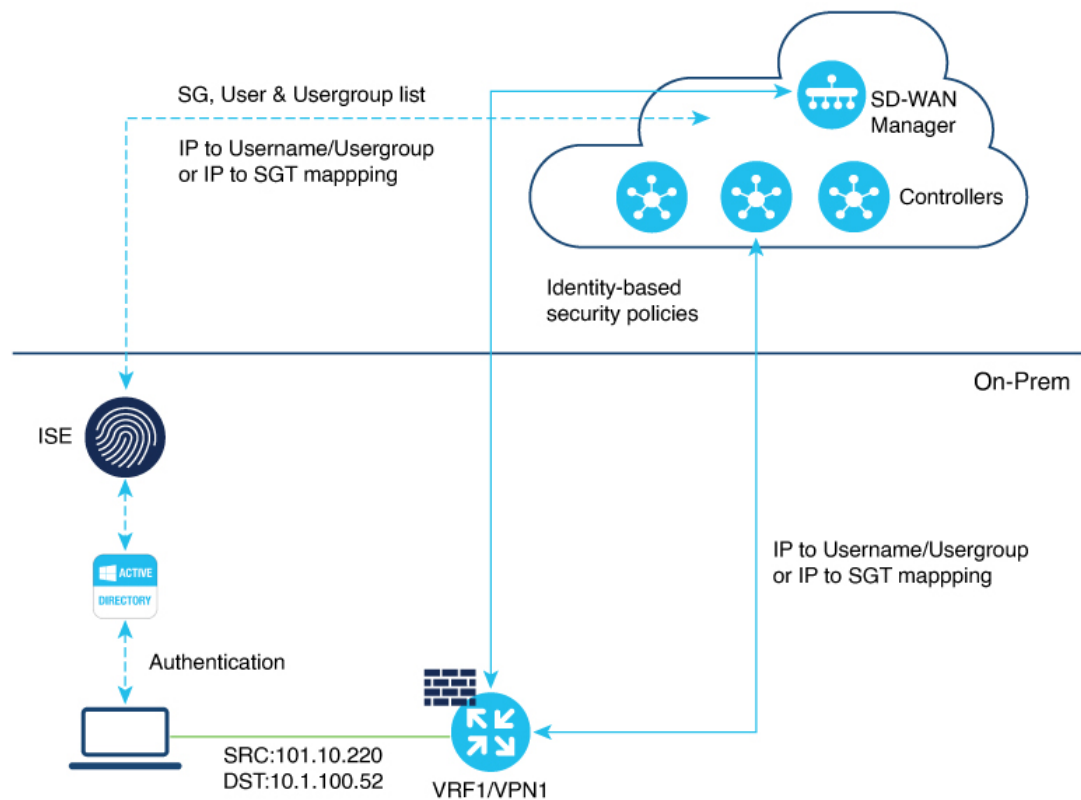 SG, User & Usergroup list
IP to Username/Usergroup
or IP to SGT mappping
SD-WAN
Manager
Controllers
Identity-based
security policies
On-Prem
ISE
ACTIVE
DIRECTORY
IP to Username/Usergroup
or IP to SGT mappping
Authentication
SRC:101.10.220
DST:10.1.100.52
VRF1/VPN1